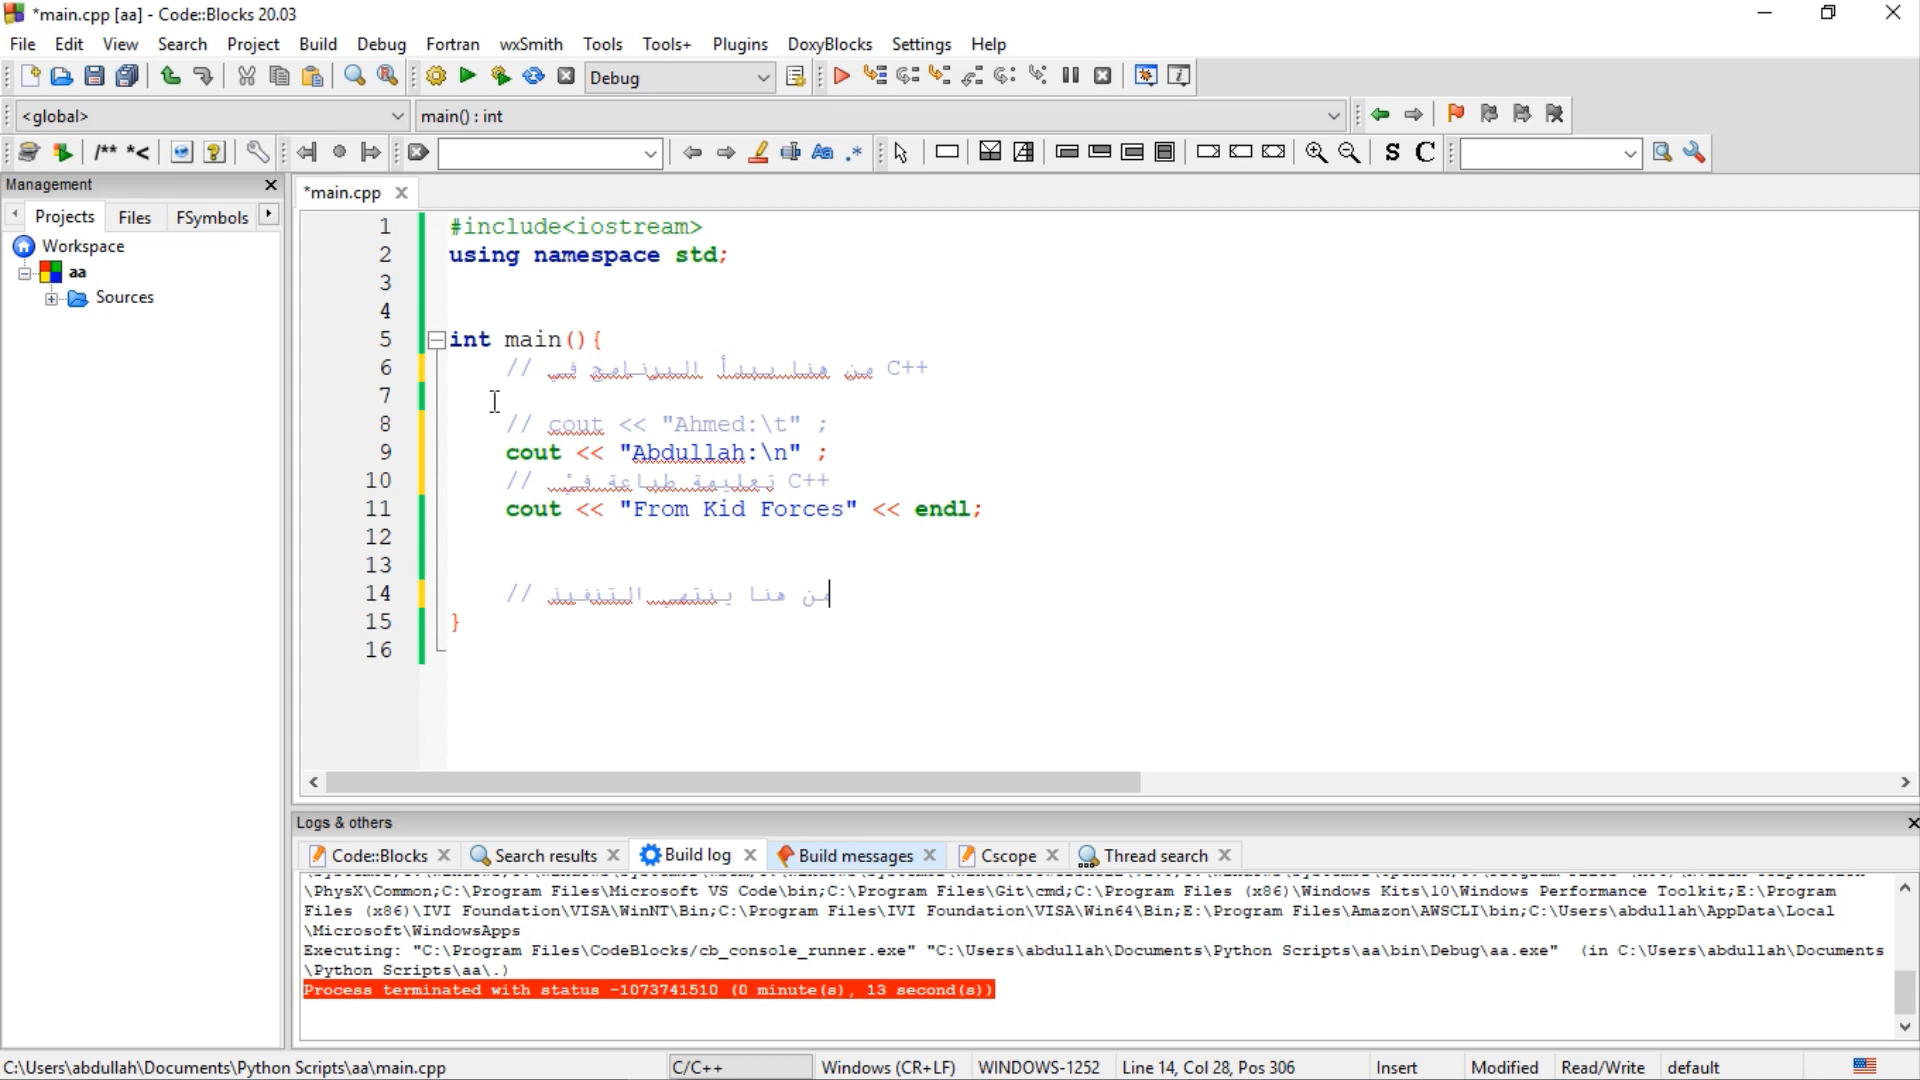 *main.cpp [aa] - Code::Blocks 20.03
File Edit View Search Project Build Debug Fortran wxSmith Tools Tools+ Plugins DoxyBlocks Settings Help
Debug
<global> main() : int
/** *< Aa .* S C
Management
Projects Files FSymbols
Workspace
aa
Sources
*main.cpp
1 #include<iostream>
2 using namespace std;
3
4
5 int main(){
6 // من هنا يبدأ البرنامج في C++
7
8 // cout << "Ahmed:\t" ;
9 cout << "Abdullah:\n" ;
10 // تعليمة طباعة في C++
11 cout << "From Kid Forces" << endl;
12
13
14 // من هنا ينتهي التنفيذ
15 }
16
Logs & others
Code::Blocks Search results Build log Build messages Cscope Thread search
\PhysX\Common;C:\Program Files\Microsoft VS Code\bin;C:\Program Files\Git\cmd;C:\Program Files (x86)\Windows Kits\10\Windows Performance Toolkit;E:\Program
Files (x86)\IVI Foundation\VISA\WinNT\Bin;C:\Program Files\IVI Foundation\VISA\Win64\Bin;E:\Program Files\Amazon\AWSCLI\bin;C:\Users\abdullah\AppData\Local
\Microsoft\WindowsApps
Executing: "C:\Program Files\CodeBlocks/cb_console_runner.exe" "C:\Users\abdullah\Documents\Python Scripts\aa\bin\Debug\aa.exe" (in C:\Users\abdullah\Documents
\Python Scripts\aa\.)
Process terminated with status -1073741510 (0 minute(s), 13 second(s))
C:\Users\abdullah\Documents\Python Scripts\aa\main.cpp C/C++ Windows (CR+LF) WINDOWS-1252 Line 14, Col 28, Pos 306 Insert Modified Read/Write default